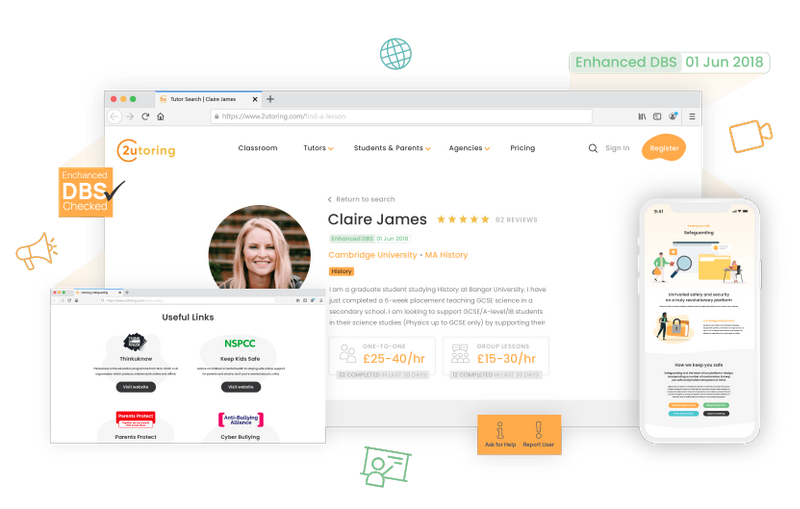 Enhanced DBS 01 Jun 2018
Tutor Search | Claire James
https://www.2utoring.com/find-a-lesson
2utoring
Classroom
Tutors
Students & Parents
Agencies
Pricing
Sign In
Register
Enchanced
DBS
Checked
Return to search
Claire James
82 REVIEWS
Enhanced DBS 01 Jun 2018
Cambridge University • MA History
History
I am a graduate student studying History at Bangor University. I have
just completed a 6-week placement teaching GCSE science in a
secondary school. I am looking to support GCSE/A-level/IB students
in their science studies (Physics up to GCSE only) by supporting their
ONE-TO-ONE
£25-40/hr
32 COMPLETED IN LAST 30 DAYS
GROUP LESSONS
£15-30/hr
12 COMPLETED IN LAST 30 DAYS
Useful Links
Thinkuknow
Visit website
NSPCC
Keep Kids Safe
Visit website
Parents Protect
Parents Protect
Anti-Bullying
Alliance
Cyber Bullying
Ask for Help
Report User
9:41
Safeguarding
Unrivalled safety and security
on a truly revolutionary platform
How we keep you safe